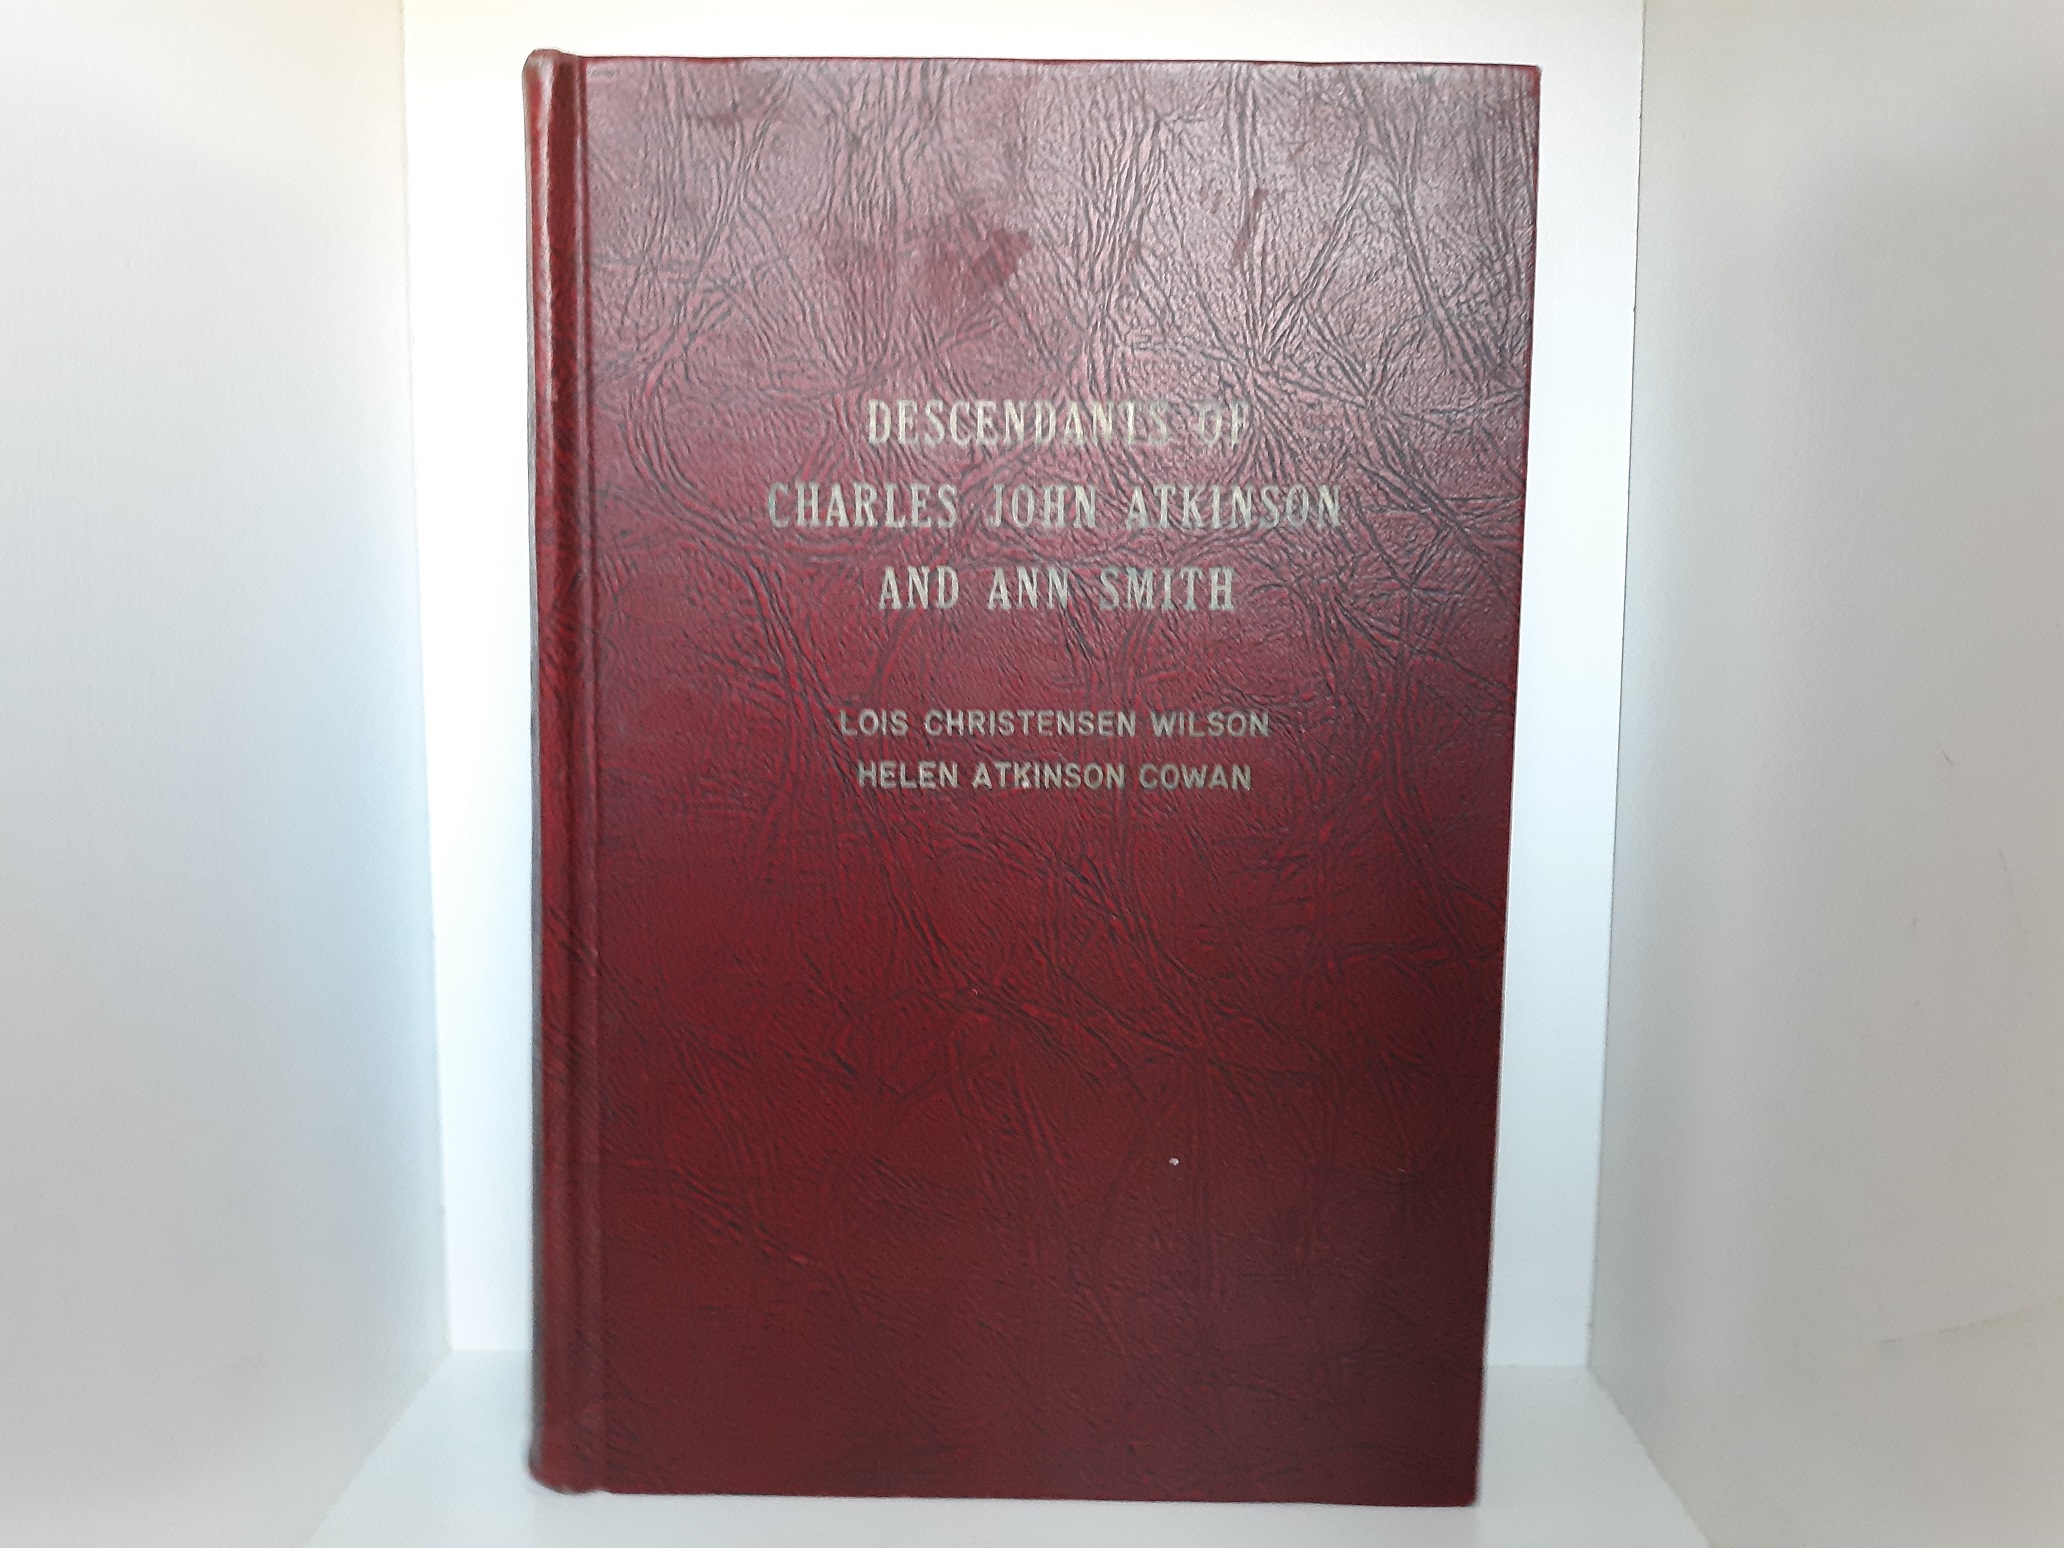 DESCENDANTS OF
CHARLES JOHN ATKINSON
AND ANN SMITH
LOIS CHRISTENSEN WILSON
HELEN ATKINSON COWAN